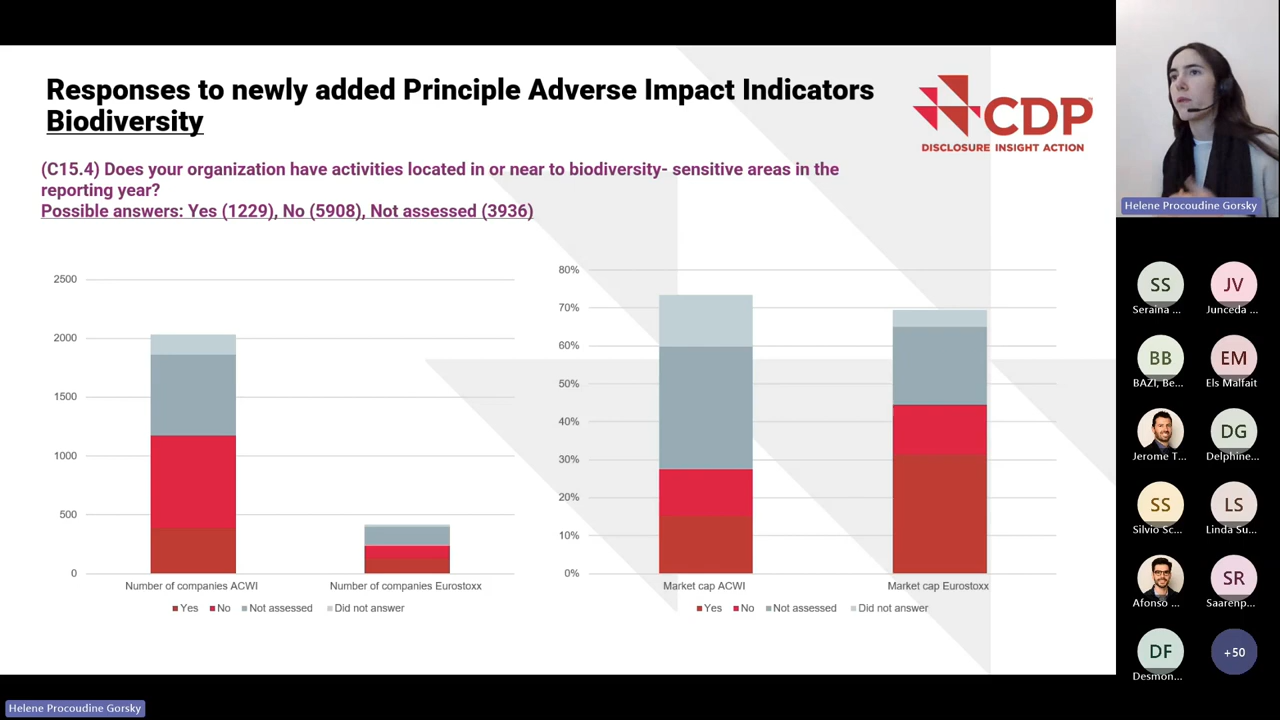 Responses to newly added Principle Adverse Impact Indicators
Biodiversity
CDP
DISCLOSURE INSIGHT ACTION
(C15.4) Does your organization have activities located in or near to biodiversity- sensitive areas in the
reporting year?
Possible answers: Yes (1229), No (5908), Not assessed (3936)
2500
2000
1500
1000
500
0
Number of companies ACWI
Number of companies Eurostoxx
Yes No Not assessed Did not answer
80%
70%
60%
50%
40%
30%
20%
10%
0%
Market cap ACWI
Market cap Eurostoxx
Yes No Not assessed Did not answer
Helene Procoudine Gorsky
SS
Seraina ...
JV
Junceda ...
BB
BAZI, Be...
EM
Els Malfait
Jerome T...
DG
Delphine...
SS
Silvio Sc...
LS
Linda Su...
Afonso ...
SR
Saarenp...
DF
Desmon...
+50
Helene Procoudine Gorsky